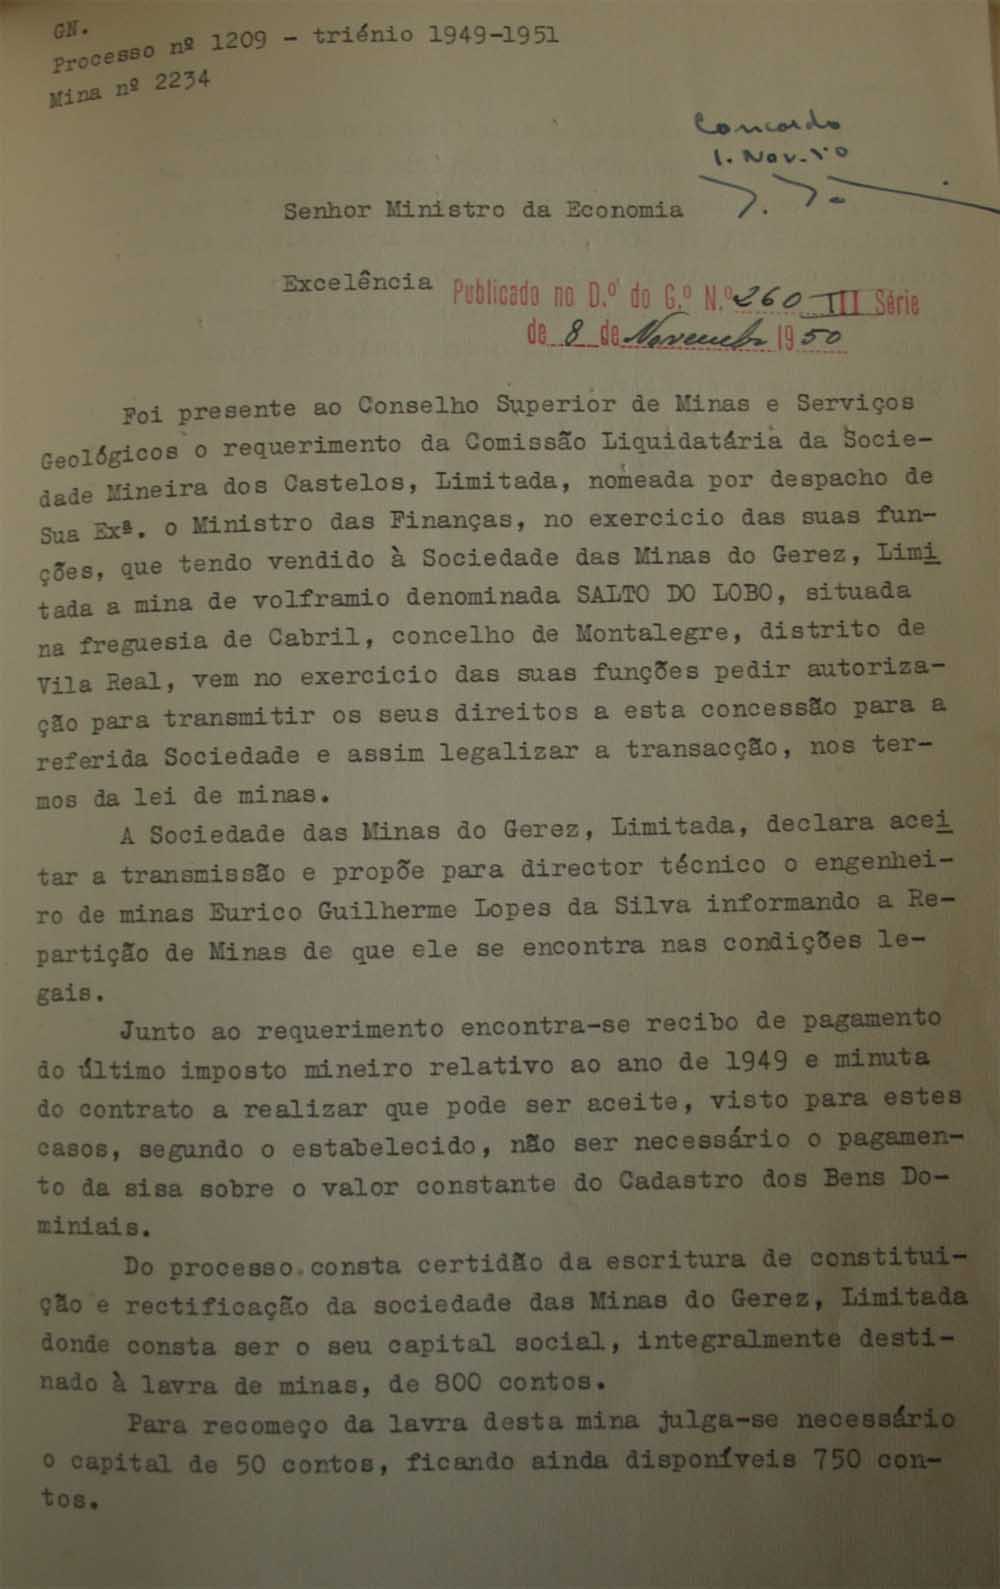 GN.
Processo nº 1209 - triénio 1949-1951
Mina nº 2234
Concordo
1. Nov. 50
Senhor Ministro da Economia
Excelência
Publicado no D.º do G.º N.º 260 III Série
de 8 de Novembro 1950
Foi presente ao Conselho Superior de Minas e Serviços
Geológicos o requerimento da Comissão Liquidatária da Socie-
dade Mineira dos Castelos, Limitada, nomeada por despacho de
Sua Exª. o Ministro das Finanças, no exercicio das suas fun-
ções, que tendo vendido à Sociedade das Minas do Gerez, Limi
tada a mina de volframio denominada SALTO DO LOBO, situada
na freguesia de Cabril, concelho de Montalegre, distrito de
Vila Real, vem no exercicio das suas funções pedir autoriza-
ção para transmitir os seus direitos a esta concessão para a
referida Sociedade e assim legalizar a transacção, nos ter-
mos da lei de minas.
A Sociedade das Minas do Gerez, Limitada, declara acei
tar a transmissão e propõe para director técnico o engenhei-
ro de minas Eurico Guilherme Lopes da Silva informando a Re-
partição de Minas de que ele se encontra nas condições le-
gais.
Junto ao requerimento encontra-se recibo de pagamento
do último imposto mineiro relativo ao ano de 1949 e minuta
do contrato a realizar que pode ser aceite, visto para estes
casos, segundo o estabelecido, não ser necessário o pagamen-
to da sisa sobre o valor constante do Cadastro dos Bens Do-
miniais.
Do processo consta certidão da escritura de constitui-
ção e rectificação da sociedade das Minas do Gerez, Limitada
donde consta ser o seu capital social, integralmente desti-
nado à lavra de minas, de 800 contos.
Para recomeço da lavra desta mina julga-se necessário
o capital de 50 contos, ficando ainda disponíveis 750 con-
tos.